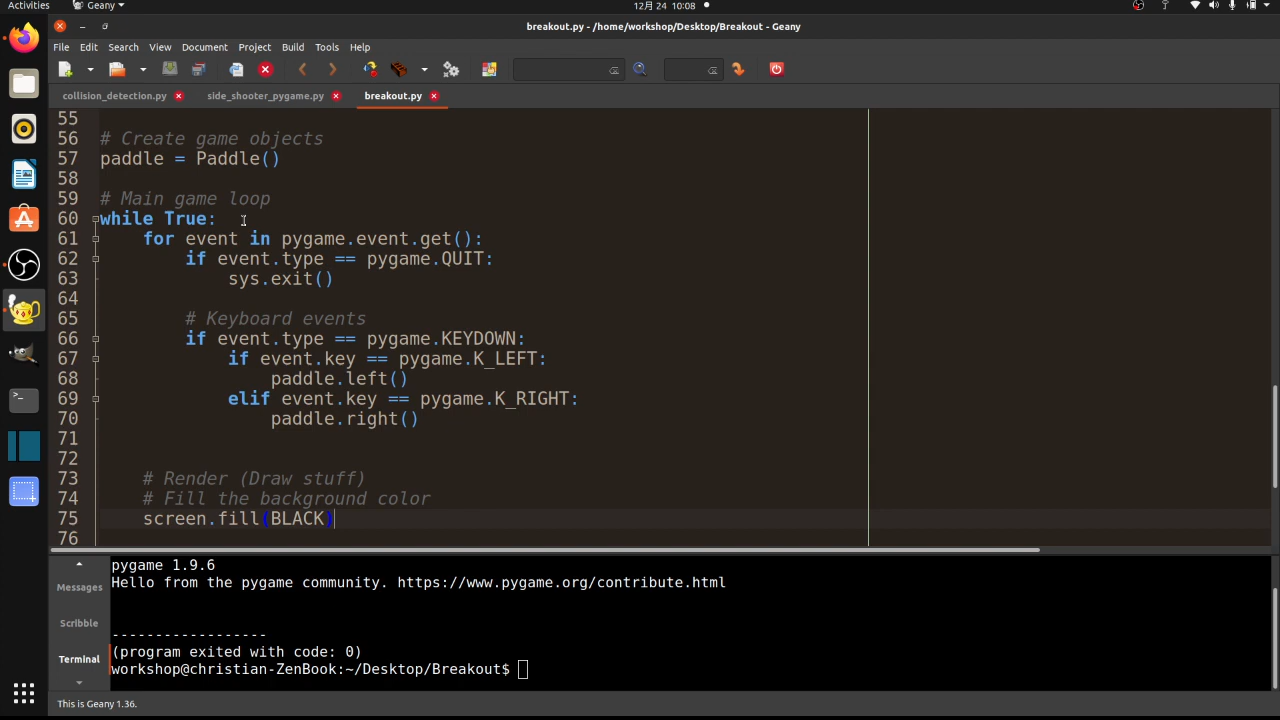 Activities Geany 12月 24 10:08
breakout.py - /home/workshop/Desktop/Breakout - Geany
File Edit Search View Document Project Build Tools Help
collision_detection.py side_shooter_pygame.py breakout.py
55
56 # Create game objects
57 paddle = Paddle()
58
59 # Main game loop
60 while True:
61 for event in pygame.event.get():
62 if event.type == pygame.QUIT:
63 sys.exit()
64
65 # Keyboard events
66 if event.type == pygame.KEYDOWN:
67 if event.key == pygame.K_LEFT:
68 paddle.left()
69 elif event.key == pygame.K_RIGHT:
70 paddle.right()
71
72
73 # Render (Draw stuff)
74 # Fill the background color
75 screen.fill(BLACK)
76
Messages
Scribble
Terminal
pygame 1.9.6
Hello from the pygame community. https://www.pygame.org/contribute.html
------------------
(program exited with code: 0)
workshop@christian-ZenBook:~/Desktop/Breakout$
This is Geany 1.36.